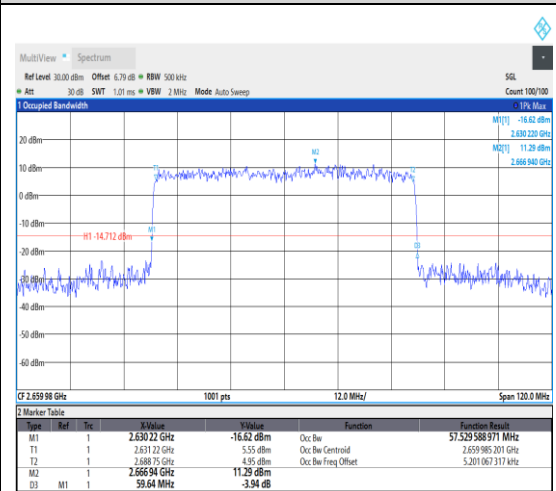 MultiView Spectrum
Ref Level 30.00 dBm Offset 6.79 dB RBW 500 kHz SGL
Att 30 dB SWT 1.01 ms VBW 2 MHz Mode Auto Sweep Count 100/100
1 Occupied Bandwidth 1Pk Max
M1[1] -16.62 dBm
2.630 220 GHz
M2[1] 11.29 dBm
2.666 940 GHz
20 dBm
M2
10 dBm
0 dBm
-10 dBm
M1
H1 -14.712 dBm
D3
-20 dBm
-30 dBm
-40 dBm
-50 dBm
-60 dBm
CF 2.659 98 GHz 1001 pts 12.0 MHz/ Span 120.0 MHz
2 Marker Table
Type Ref Trc X-Value Y-Value Function Function Result
M1 1 2.630 22 GHz -16.62 dBm Occ Bw 57.529 588 971 MHz
T1 1 2.631 22 GHz 5.55 dBm Occ Bw Centroid 2.659 985 201 GHz
T2 1 2.688 75 GHz 4.95 dBm Occ Bw Freq Offset 5.201 067 317 kHz
M2 1 2.666 94 GHz 11.29 dBm
D3 M1 1 59.64 MHz -3.94 dB